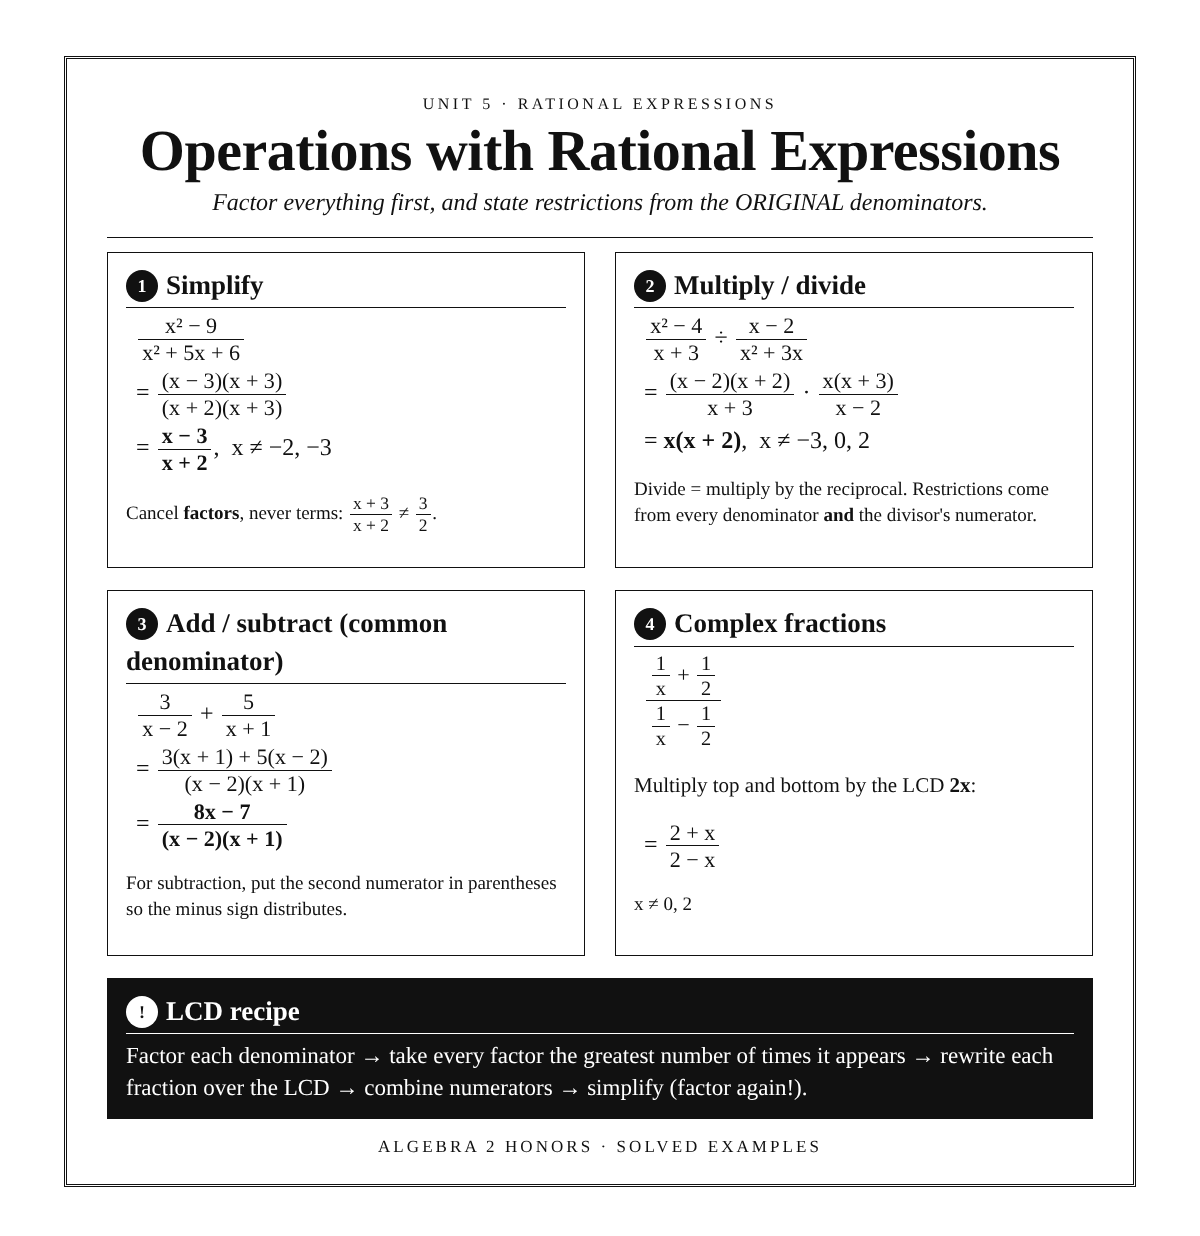 UNIT 5 · RATIONAL EXPRESSIONS
Operations with Rational Expressions
Factor everything first, and state restrictions from the ORIGINAL denominators.
1 Simplify
x² − 9
x² + 5x + 6
= (x − 3)(x + 3)
(x + 2)(x + 3)
= x − 3
x + 2, x ≠ −2, −3
Cancel factors, never terms: x + 3 / x + 2 ≠ 3 / 2.
2 Multiply / divide
x² − 4 ÷ x − 2
x + 3 x² + 3x
= (x − 2)(x + 2) · x(x + 3)
x + 3 x − 2
= x(x + 2), x ≠ −3, 0, 2
Divide = multiply by the reciprocal. Restrictions come
from every denominator and the divisor's numerator.
3 Add / subtract (common
denominator)
3 + 5
x − 2 x + 1
= 3(x + 1) + 5(x − 2)
(x − 2)(x + 1)
= 8x − 7
(x − 2)(x + 1)
For subtraction, put the second numerator in parentheses
so the minus sign distributes.
4 Complex fractions
1 + 1
x 2
1 − 1
x 2
Multiply top and bottom by the LCD 2x:
= 2 + x
2 − x
x ≠ 0, 2
! LCD recipe
Factor each denominator → take every factor the greatest number of times it appears → rewrite each
fraction over the LCD → combine numerators → simplify (factor again!).
ALGEBRA 2 HONORS · SOLVED EXAMPLES